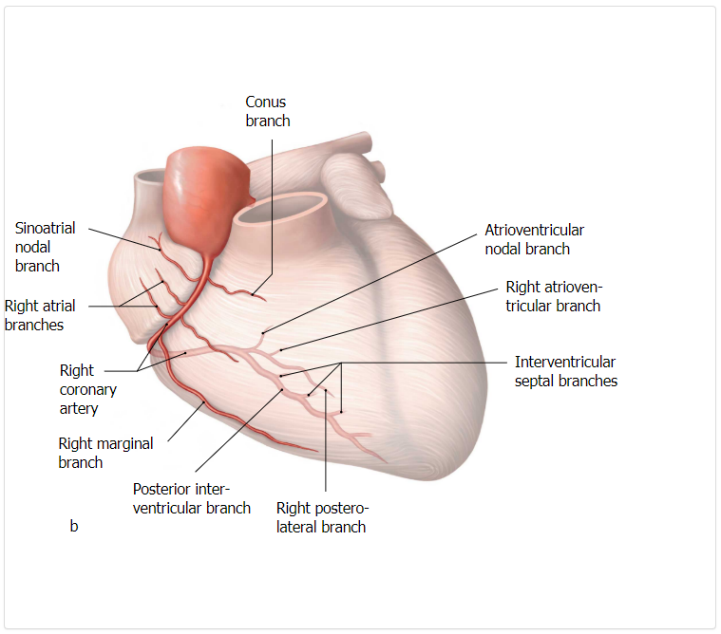 Conus
branch
Sinoatrial
nodal
branch
Atrioventricular
nodal branch
Right atrial
branches
Right atrioven-
tricular branch
Right
coronary
artery
Interventricular
septal branches
Right marginal
branch
Posterior inter-
ventricular branch
Right postero-
lateral branch
b